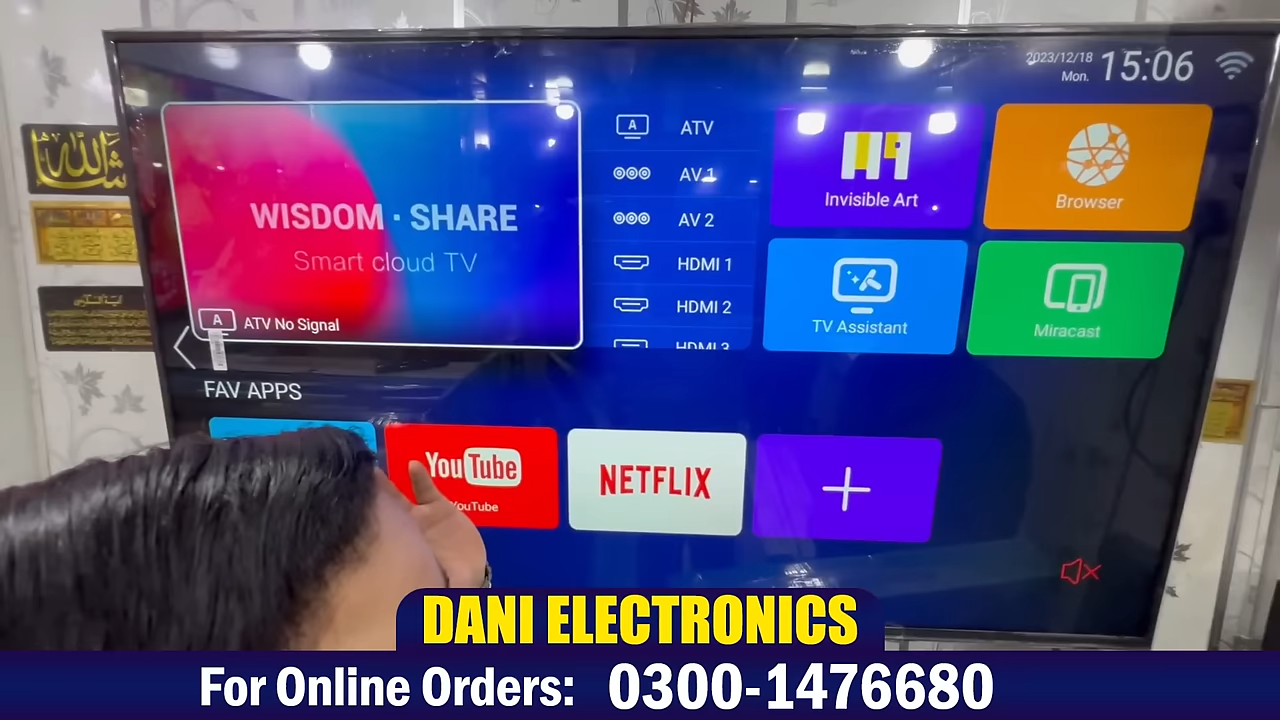 2023/12/18
Mon.
15:06
WISDOM · SHARE
Smart cloud TV
A
ATV No Signal
A
ATV
AV 1
AV 2
HDMI 1
HDMI 2
HDMI 3
Invisible Art
Browser
TV Assistant
Miracast
FAV APPS
YouTube
YouTube
NETFLIX
DANI ELECTRONICS
For Online Orders: 0300-1476680